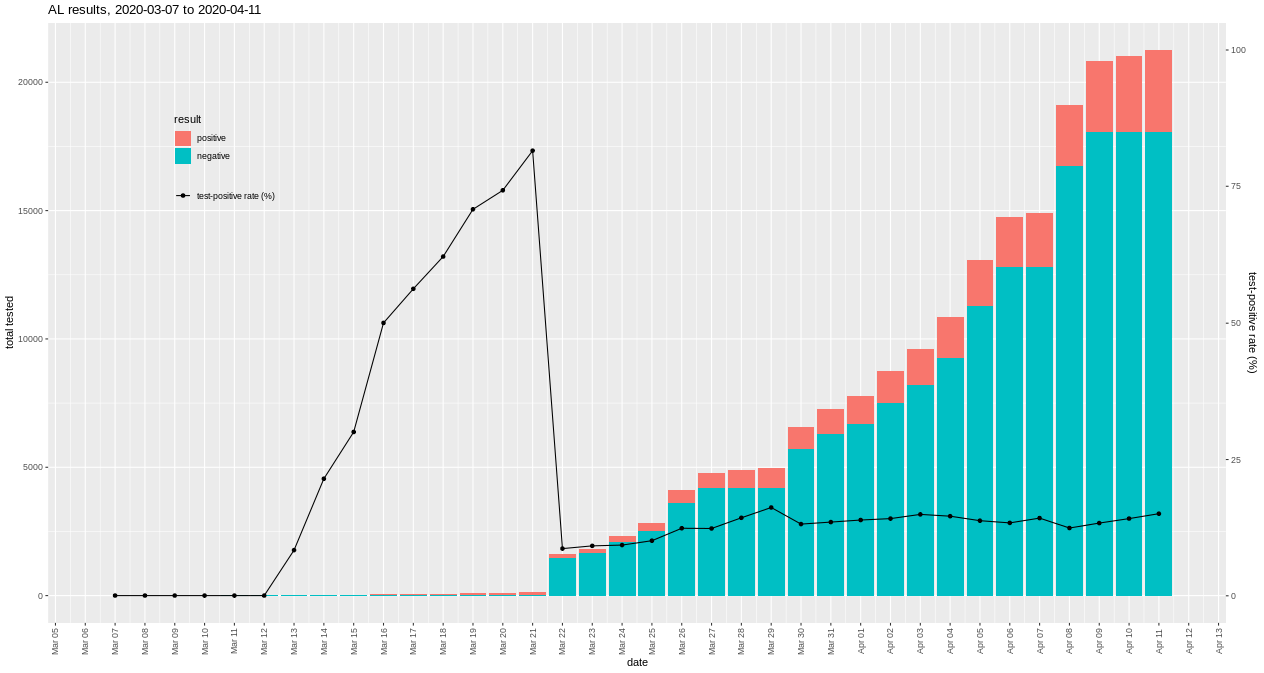 AL results, 2020-03-07 to 2020-04-11
result
positive
negative
test-positive rate (%)
total tested
20000
15000
10000
5000
0
100
75
50
25
0
test-positive rate (%)
Mar 05
Mar 06
Mar 07
Mar 08
Mar 09
Mar 10
Mar 11
Mar 12
Mar 13
Mar 14
Mar 15
Mar 16
Mar 17
Mar 18
Mar 19
Mar 20
Mar 21
Mar 22
Mar 23
Mar 24
Mar 25
Mar 26
Mar 27
Mar 28
Mar 29
Mar 30
Mar 31
Apr 01
Apr 02
Apr 03
Apr 04
Apr 05
Apr 06
Apr 07
Apr 08
Apr 09
Apr 10
Apr 11
Apr 12
Apr 13
date